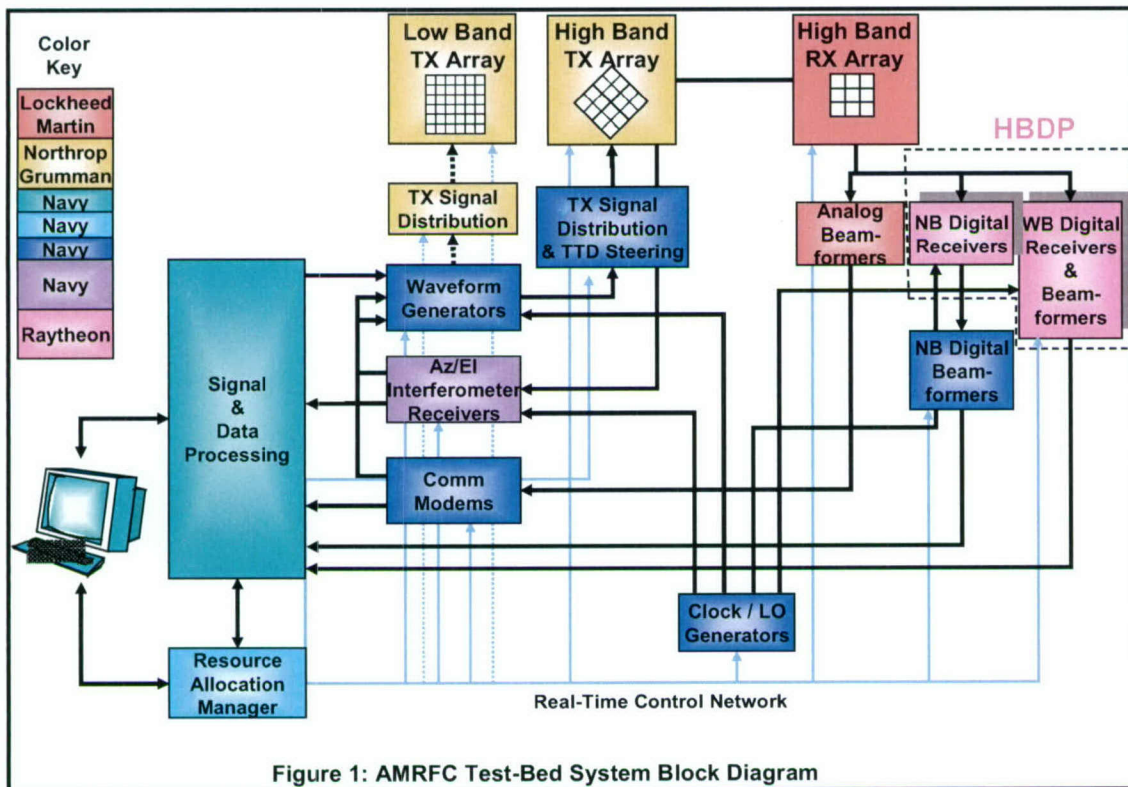 Color
Key
Lockheed
Martin
Northrop
Grumman
Navy
Navy
Navy
Navy
Raytheon
Low Band
TX Array
High Band
TX Array
High Band
RX Array
HBDP
TX Signal
Distribution
TX Signal
Distribution
& TTD Steering
Analog
Beam-
formers
NB Digital
Receivers
WB Digital
Receivers
&
Beam-
formers
Waveform
Generators
Az/El
Interferometer
Receivers
NB Digital
Beam-
formers
Signal
&
Data
Processing
Comm
Modems
Clock / LO
Generators
Resource
Allocation
Manager
Real-Time Control Network
Figure 1: AMRFC Test-Bed System Block Diagram